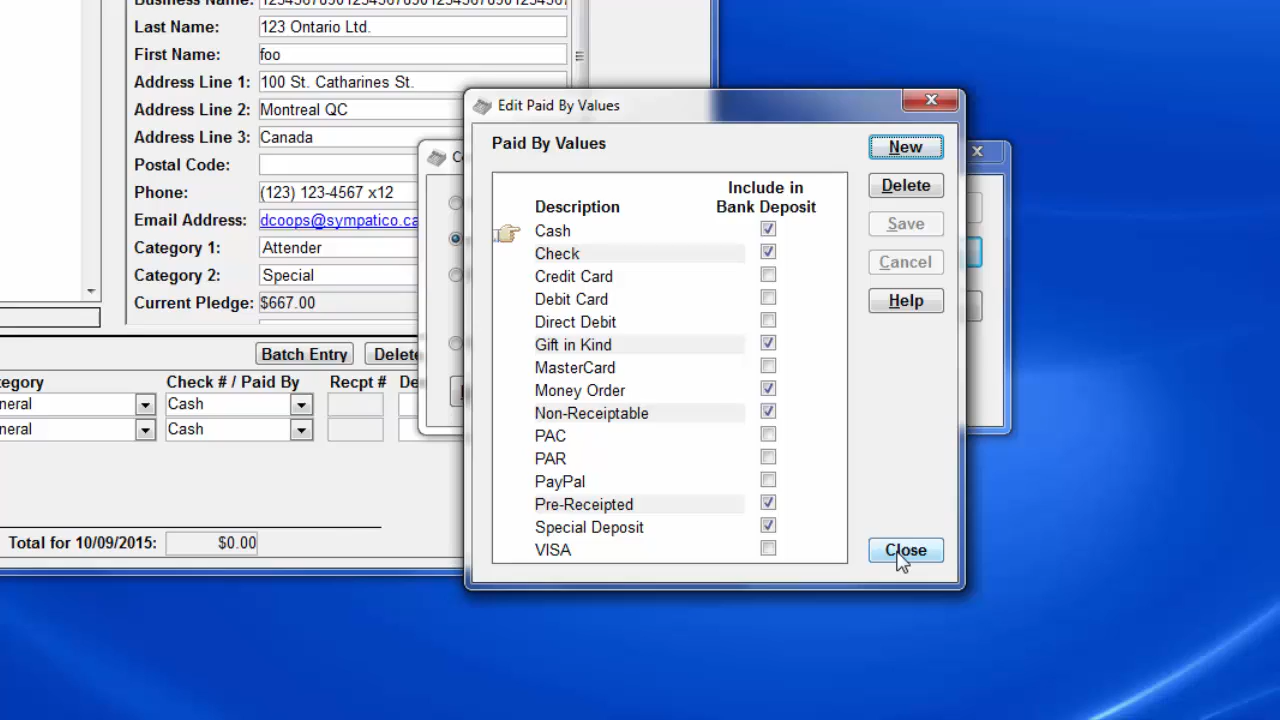 Business Name:
Last Name: 123 Ontario Ltd.
First Name: foo
Address Line 1: 100 St. Catharines St.
Address Line 2: Montreal QC
Address Line 3: Canada
Postal Code:
Phone: (123) 123-4567 x12
Email Address: dcoops@sympatico.ca
Category 1: Attender
Category 2: Special
Current Pledge: $667.00
Batch Entry Delete
tegory Check # / Paid By Recpt # De
neral Cash
neral Cash
Total for 10/09/2015: $0.00
Edit Paid By Values
Paid By Values
Description Include in
Bank Deposit
Cash
Check
Credit Card
Debit Card
Direct Debit
Gift in Kind
MasterCard
Money Order
Non-Receiptable
PAC
PAR
PayPal
Pre-Receipted
Special Deposit
VISA
New
Delete
Save
Cancel
Help
Close